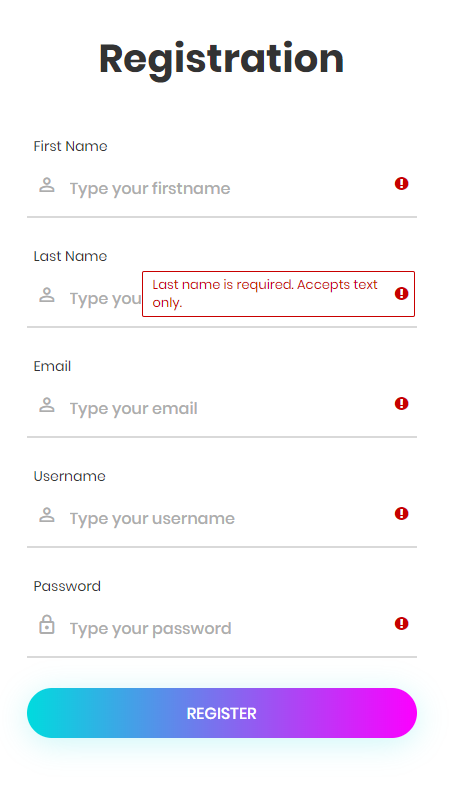 Registration
First Name
Type your firstname
Last Name
Type you
Last name is required. Accepts text
only.
Email
Type your email
Username
Type your username
Password
Type your password
REGISTER